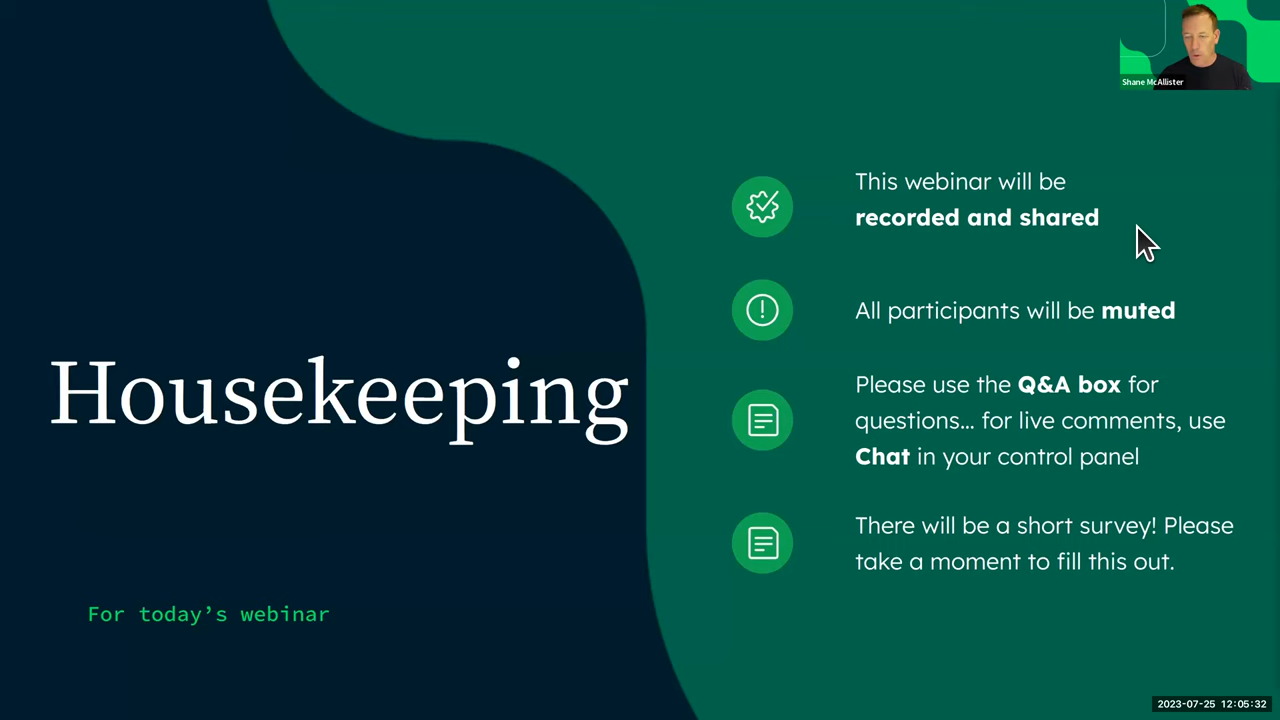 Shane McAllister
This webinar will be
recorded and shared
All participants will be muted
Please use the Q&A box for
questions... for live comments, use
Chat in your control panel
Housekeeping
There will be a short survey! Please
take a moment to fill this out.
For today’s webinar
2023-07-25 12:05:32